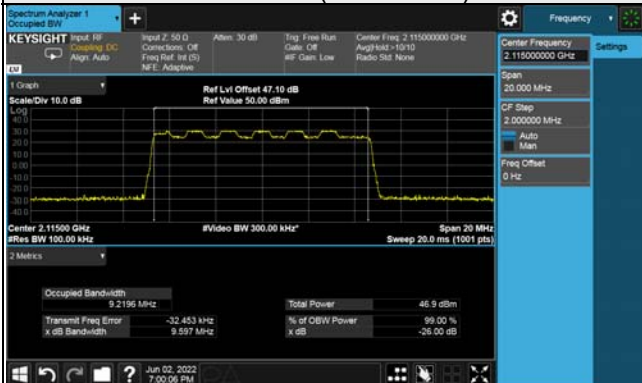 Spectrum Analyzer 1
Occupied BW
+
Frequency
KEYSIGHT Input: RF
Coupling: DC
Align: Auto
Input Z: 50 Ω
Corrections: Off
Freq Ref: Int (S)
NFE: Adaptive
Atten: 30 dB
Trig: Free Run
Gate: Off
#IF Gain: Low
Center Freq: 2.115000000 GHz
Avg|Hold:>10/10
Radio Std: None
LXI
Center Frequency
2.115000000 GHz
Settings
Span
20.000 MHz
CF Step
2.000000 MHz
Auto
Man
Freq Offset
0 Hz
1 Graph
Scale/Div 10.0 dB
Ref Lvl Offset 47.10 dB
Ref Value 50.00 dBm
Log
40.0
30.0
20.0
10.0
0.00
-10.0
-20.0
-30.0
-40.0
Center 2.11500 GHz
#Res BW 100.00 kHz
#Video BW 300.00 kHz*
Span 20 MHz
Sweep 20.0 ms (1001 pts)
2 Metrics
Occupied Bandwidth
9.2196 MHz
Total Power 46.9 dBm
Transmit Freq Error -32.453 kHz
% of OBW Power 99.00 %
x dB Bandwidth 9.597 MHz
x dB -26.00 dB
?
Jun 02, 2022
7:00:06 PM